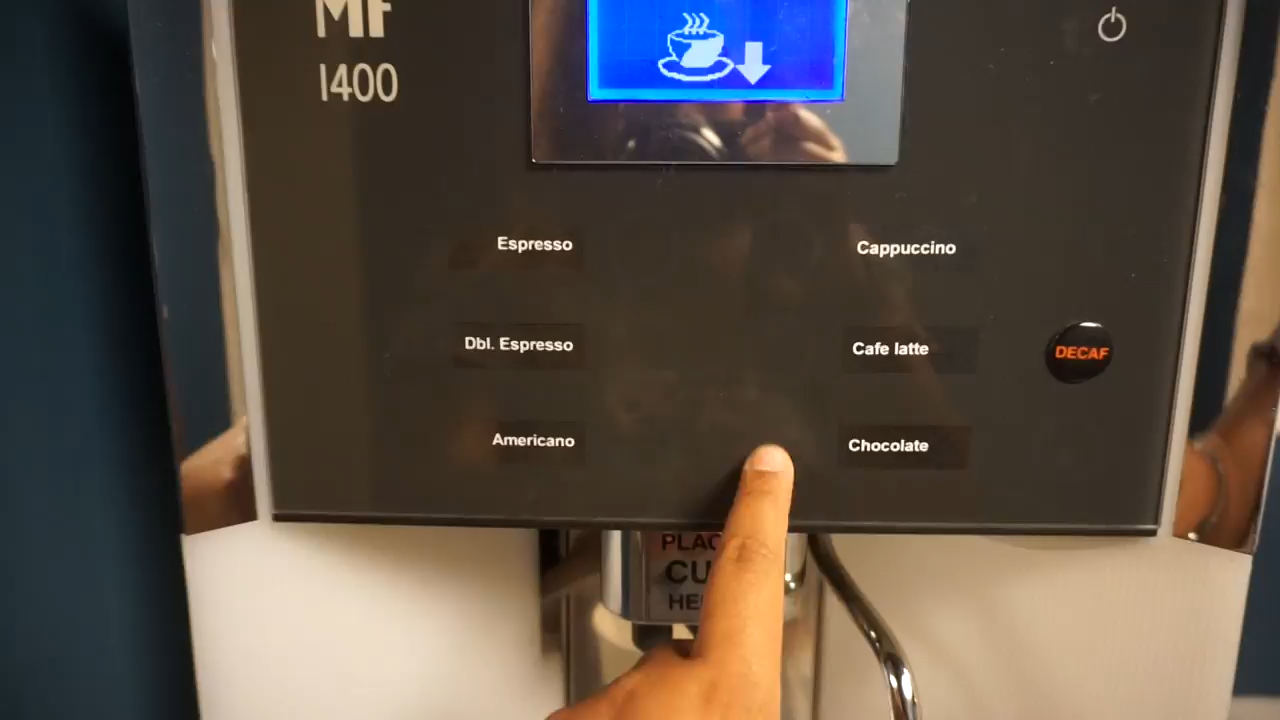 MF
1400
Espresso
Cappuccino
Dbl. Espresso
Cafe latte
DECAF
Americano
Chocolate
PLAC
CU
HE